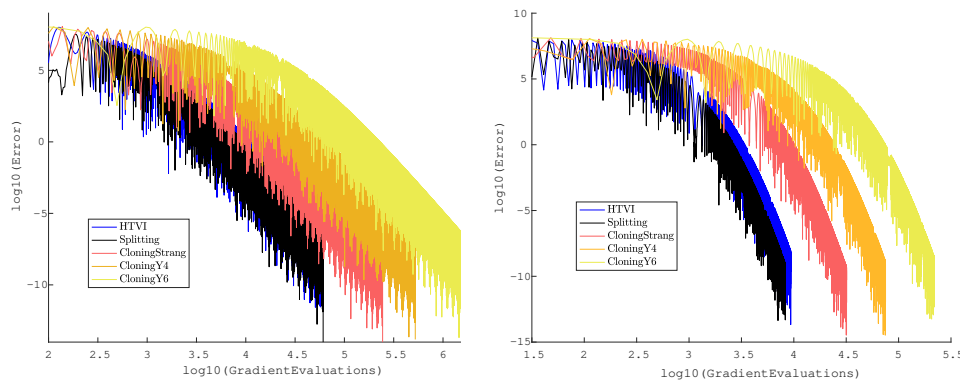 5
0
−5
−10
log10(Error)
2
2.5
3
3.5
4
4.5
5
5.5
6
log10(GradientEvaluations)
HTVI
Splitting
CloningStrang
CloningY4
CloningY6
10
5
0
-5
-10
-15
log10(Error)
1.5
2
2.5
3
3.5
4
4.5
5
5.5
log10(GradientEvaluations)
HTVI
Splitting
CloningStrang
CloningY4
CloningY6